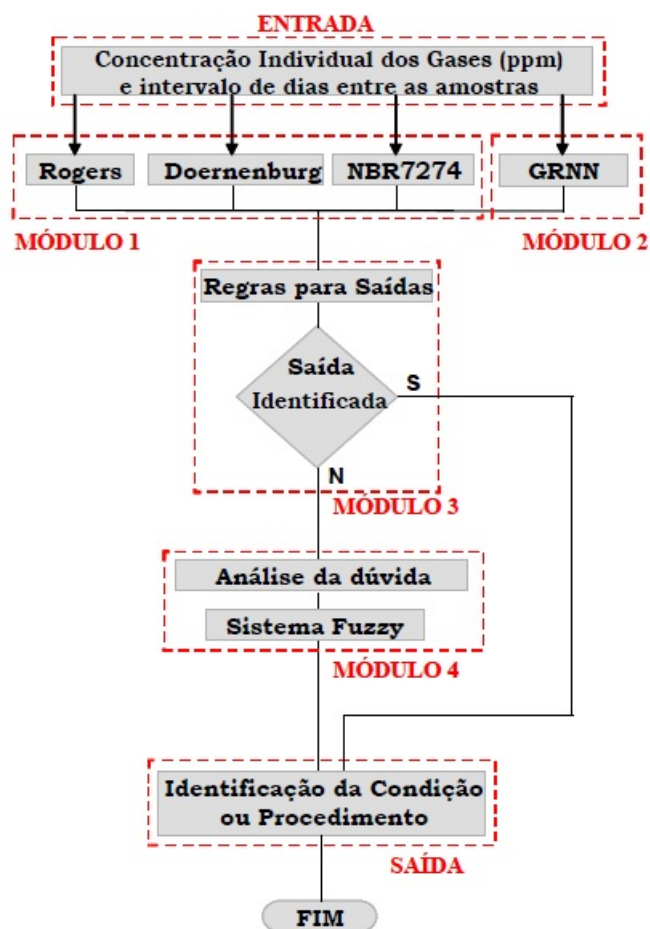 ENTRADA
Concentração Individual dos Gases (ppm)
e intervalo de dias entre as amostras
Rogers
Doernenburg
NBR7274
GRNN
MÓDULO 1
MÓDULO 2
Regras para Saídas
Saída
Identificada
S
N
MÓDULO 3
Análise da dúvida
Sistema Fuzzy
MÓDULO 4
Identificação da Condição
ou Procedimento
SAÍDA
FIM